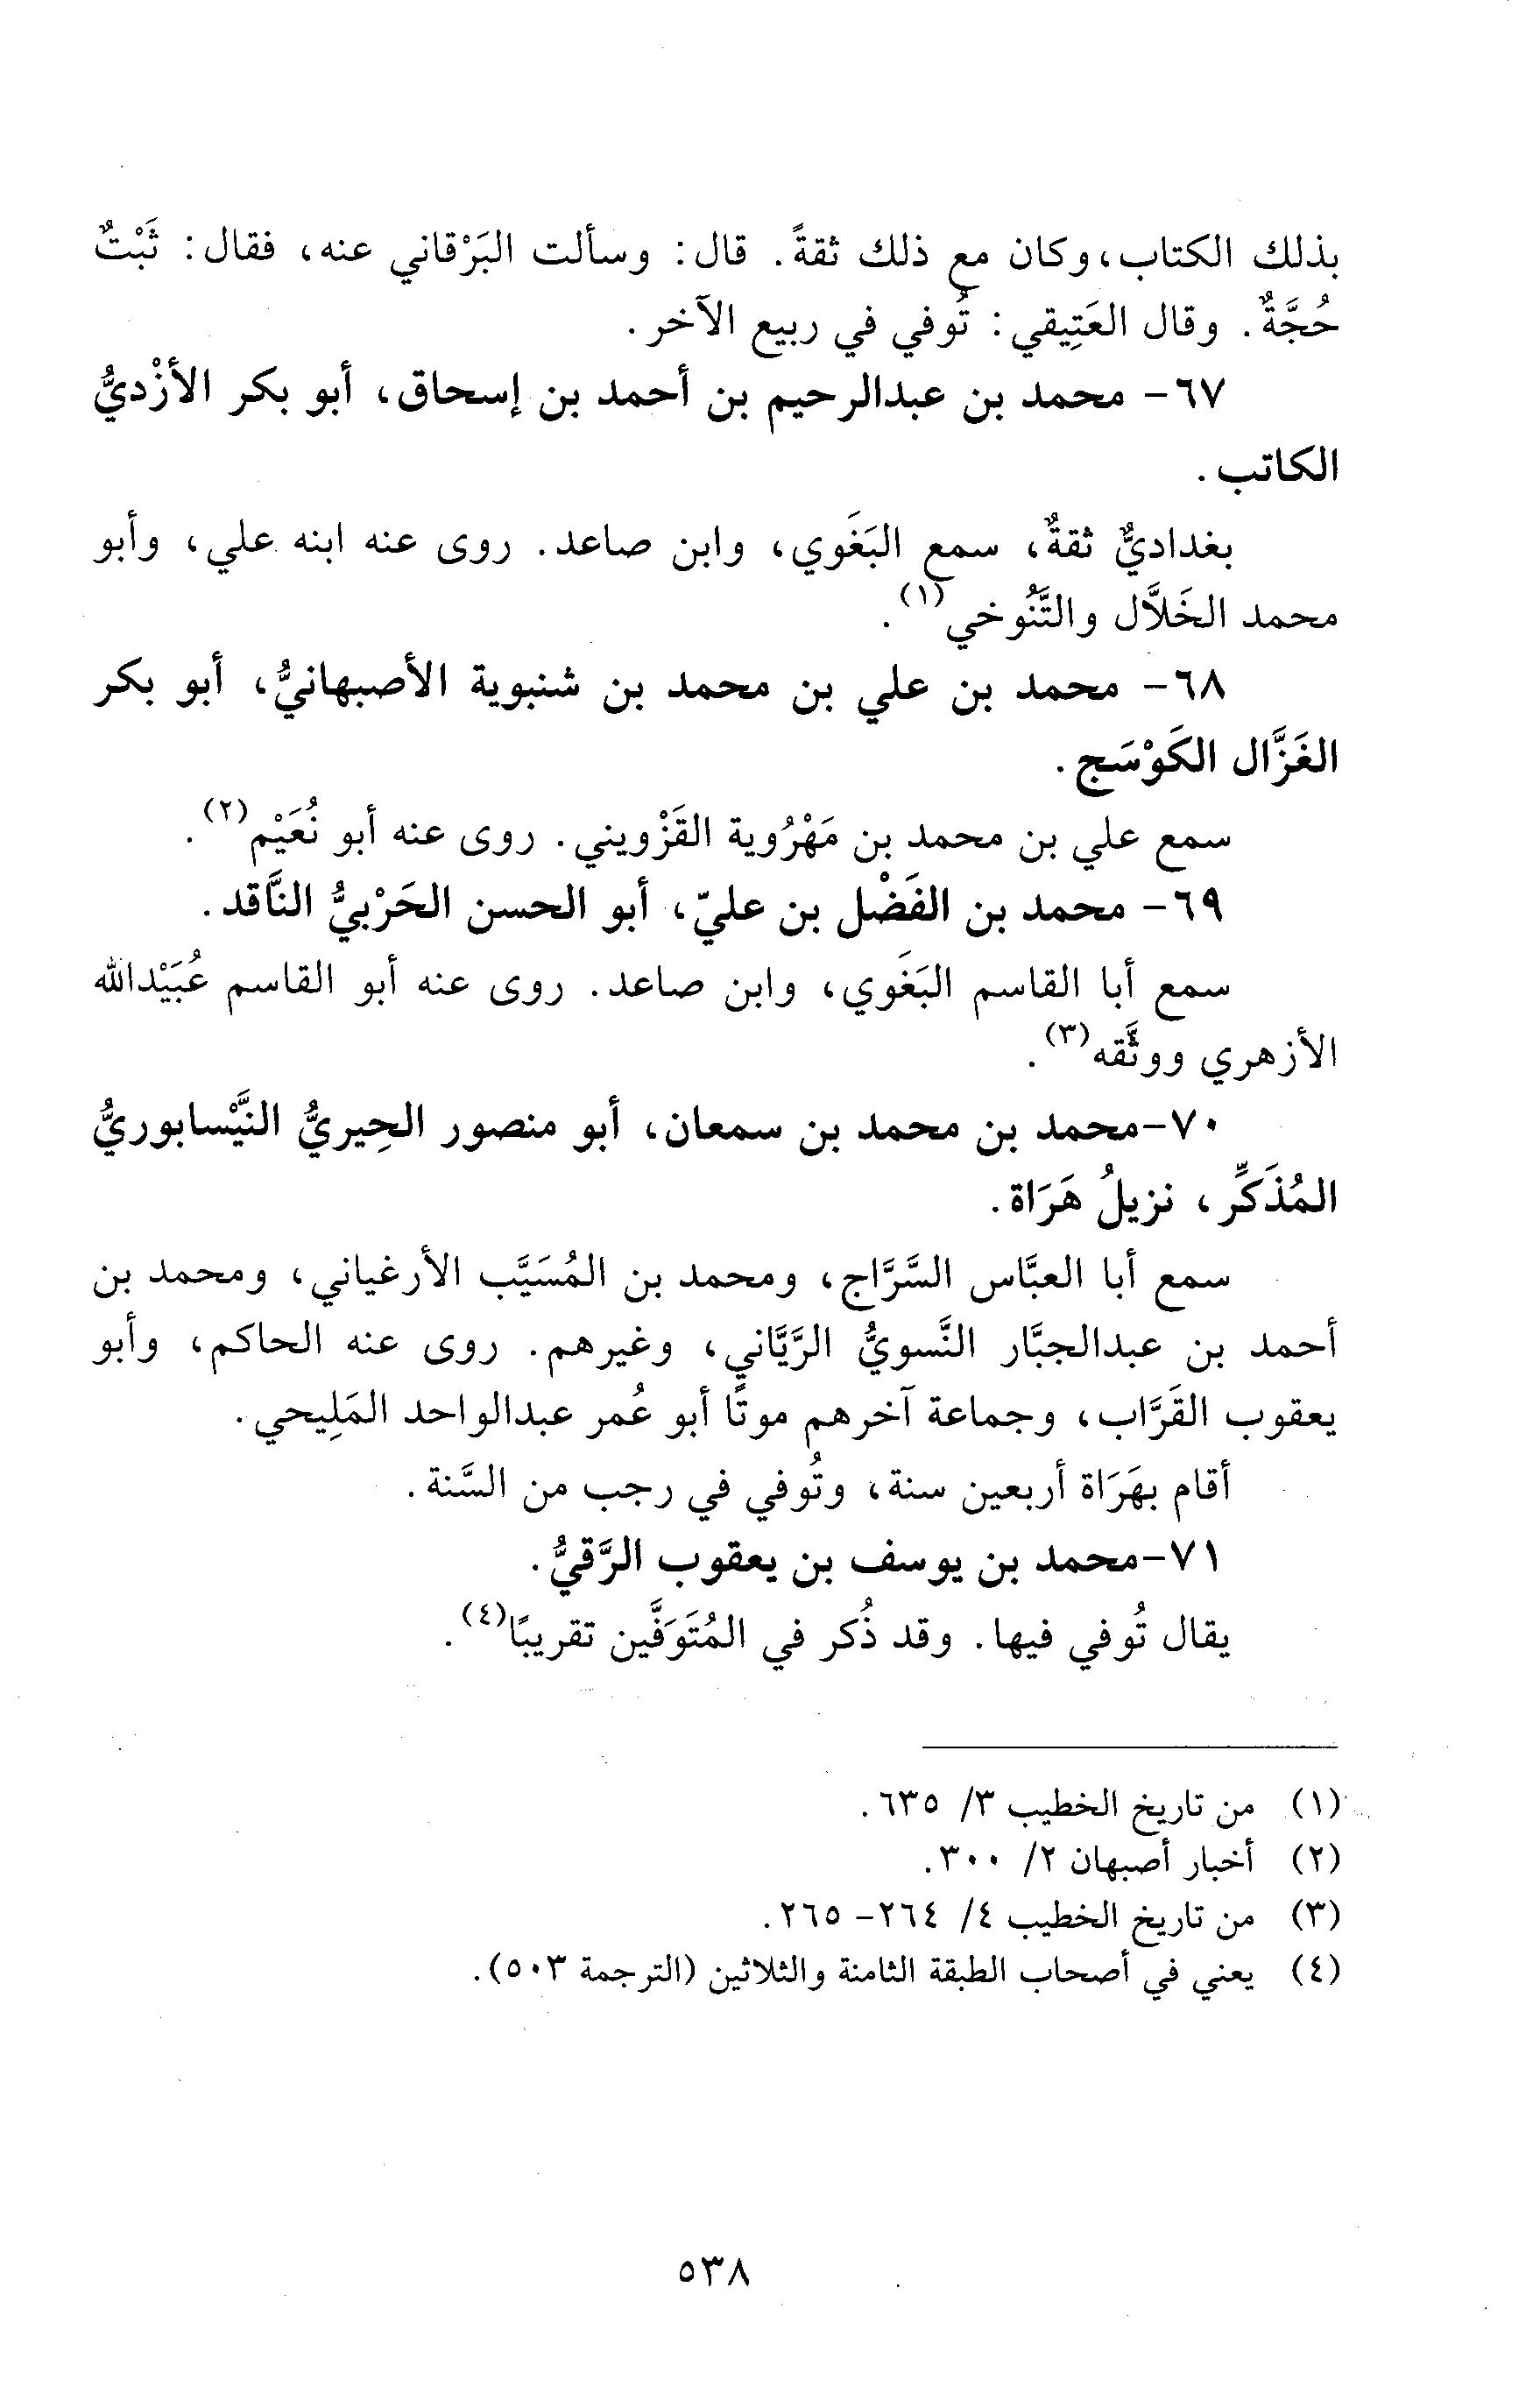 بذلك الكتاب، وكان مع ذلك ثقةً. قال: وسألت البَرْقاني عنه، فقال: ثَبْتٌ
حُجَّةٌ. وقال العَتِيقي: تُوفي في ربيع الآخر.
٦٧- محمد بن عبدالرحيم بن أحمد بن إسحاق، أبو بكر الأزْديُّ
الكاتب.
بغداديٌّ ثقةٌ، سمع البَغَوي، وابن صاعد. روى عنه ابنه علي، وأبو
محمد الخَلَّال والتَّنُوخي(١).
٦٨- محمد بن علي بن محمد بن شنبوية الأصبهانيُّ، أبو بكر
الغَزَّال الكَوْسَج.
سمع علي بن محمد بن مَهْرُوية القَزْويني. روى عنه أبو نُعَيْم(٢).
٦٩- محمد بن الفَضْل بن عليّ، أبو الحسن الحَرْبيُّ النَّاقد.
سمع أبا القاسم البَغَوي، وابن صاعد. روى عنه أبو القاسم عُبَيْدالله
الأزهري ووثَّقه(٣).
٧٠-محمد بن محمد بن سمعان، أبو منصور الحِيريُّ النَّيْسابوريُّ
المُذَكِّر، نزيلُ هَرَاة.
سمع أبا العبَّاس السَّرَّاج، ومحمد بن المُسَيَّب الأرغياني، ومحمد بن
أحمد بن عبدالجبَّار النَّسويُّ الرَّيَّاني، وغيرهم. روى عنه الحاكم، وأبو
يعقوب القَرَّاب، وجماعة آخرهم موتًا أبو عُمر عبدالواحد المَلِيحي.
أقام بهَرَاة أربعين سنة، وتُوفي في رجب من السَّنة.
٧١-محمد بن يوسف بن يعقوب الرَّقيُّ.
يقال تُوفي فيها. وقد ذُكر في المُتَوَفَّين تقريبًا(٤).
(١) من تاريخ الخطيب ٣/ ٦٣٥.
(٢) أخبار أصبهان ٢/ ٣٠٠.
(٣) من تاريخ الخطيب ٤/ ٢٦٤- ٢٦٥.
(٤) يعني في أصحاب الطبقة الثامنة والثلاثين (الترجمة ٥٠٣).
٥٣٨